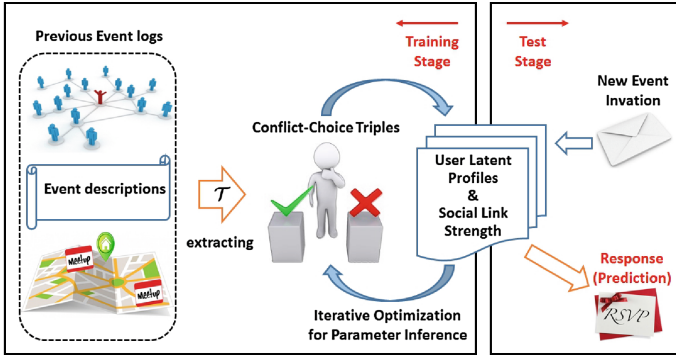 Previous Event logs
Event descriptions
Meetup
Meetup
𝒯
extracting
Conflict-Choice Triples
Training
Stage
Iterative Optimization
for Parameter Inference
User Latent
Profiles
&
Social Link
Strength
Test
Stage
New Event
Invation
Response
(Prediction)
RSVP